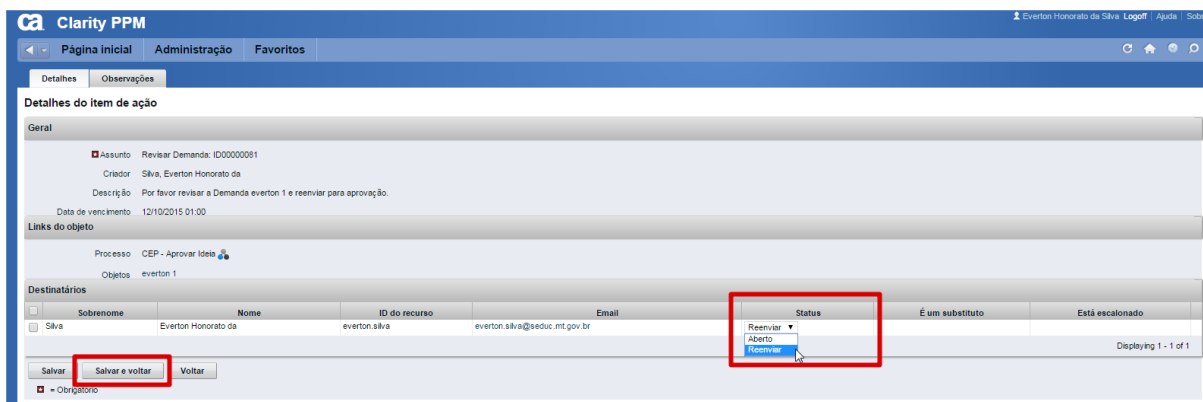 ca Clarity PPM
Everton Honorato da Silva Logoff | Ajuda | Sob
Página inicial Administração Favoritos
Detalhes Observações
Detalhes do item de ação
Geral
Assunto Revisar Demanda: ID00000081
Criador Silva, Everton Honorato da
Descrição Por favor revisar a Demanda everton 1 e reenviar para aprovação.
Data de vencimento 12/10/2015 01:00
Links do objeto
Processo CEP - Aprovar Ideia
Objetos everton 1
Destinatários
Sobrenome Nome ID do recurso Email Status É um substituto Está escalonado
Silva Everton Honorato da everton.silva everton.silva@seduc.mt.gov.br Reenviar
Aberto
Reenviar
Displaying 1 - 1 of 1
Salvar Salvar e voltar Voltar
= Obrigatório